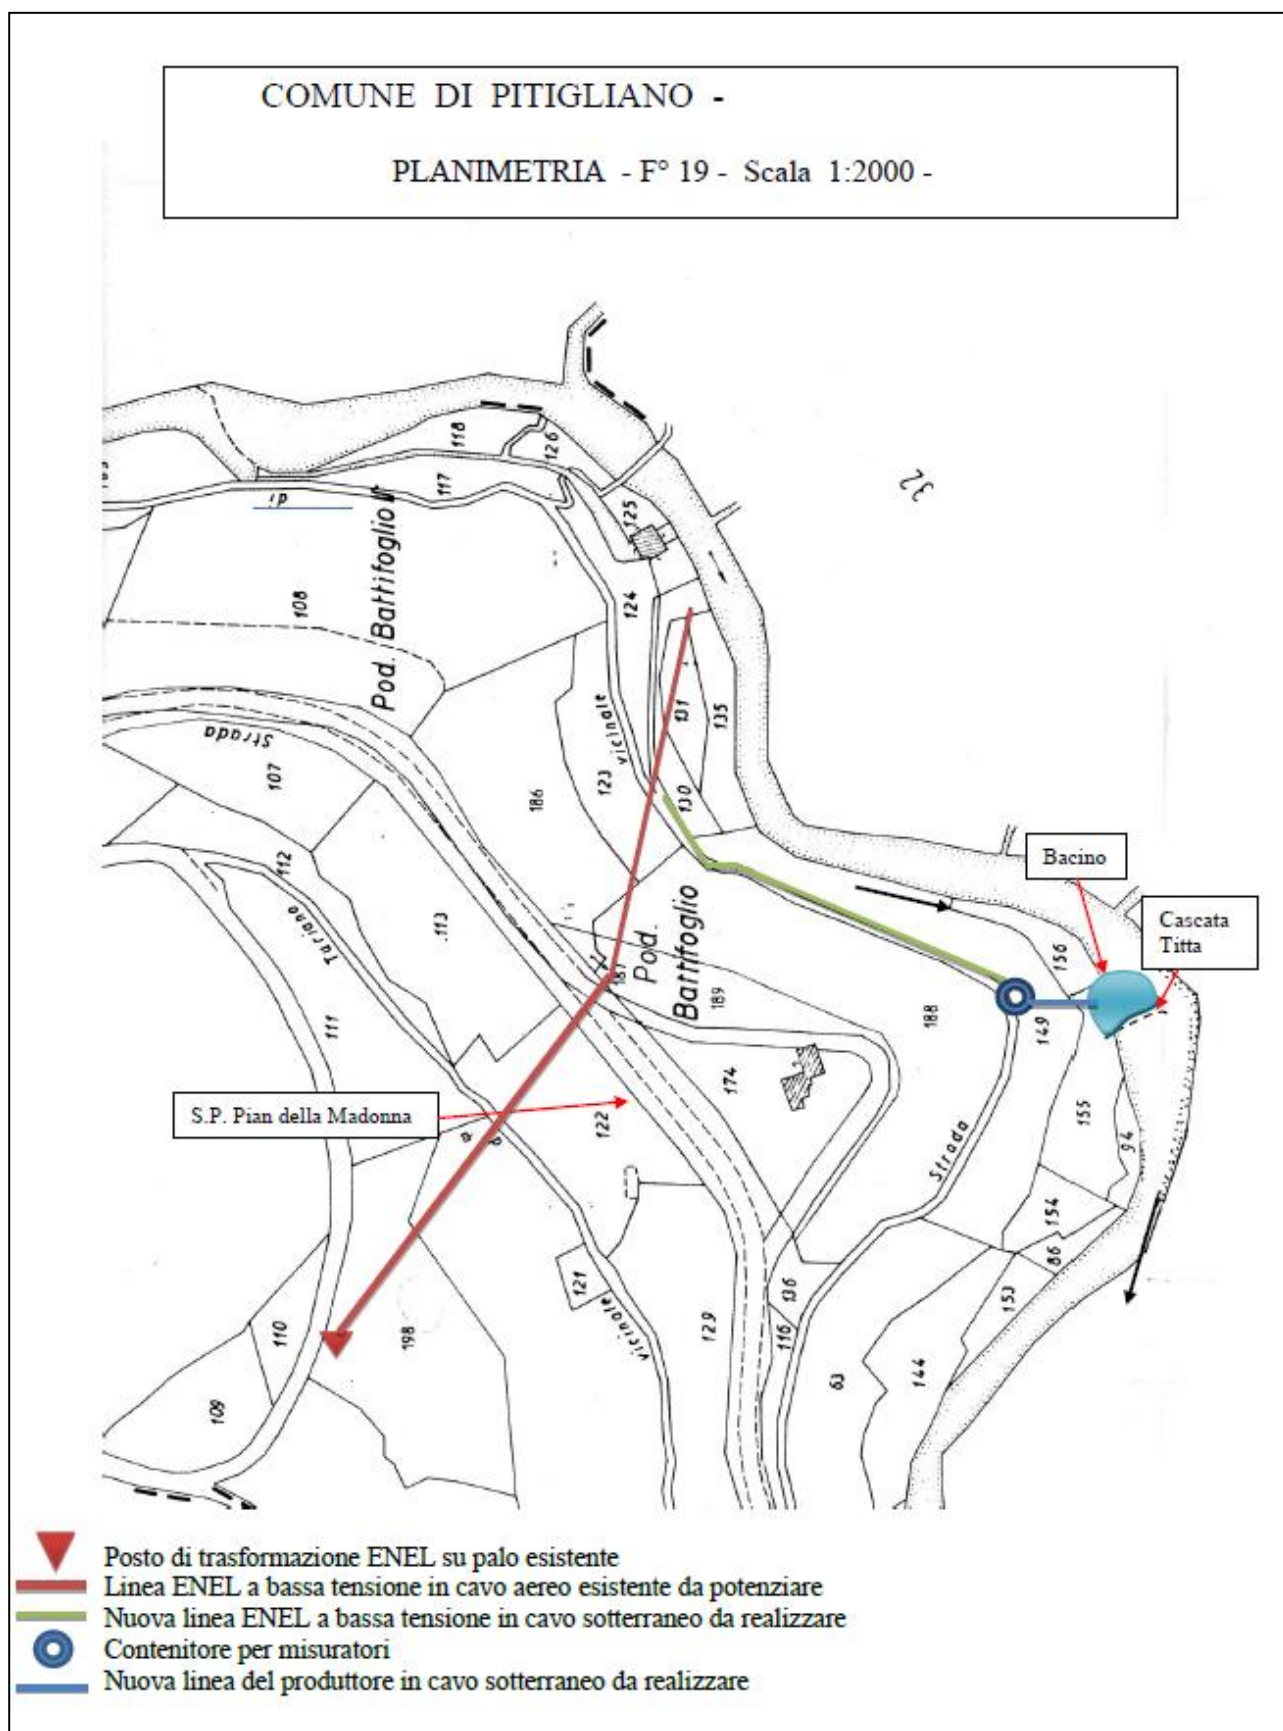 COMUNE DI PITIGLIANO -
PLANIMETRIA - F° 19 - Scala 1:2000 -
32
118
126
117
di
125
Pod. Battifoglio
108
124
vicinale
131
135
Strada
107
123
186
130
112
113
Tariano
Pod.
Battifoglio
189
188
Bacino
Cascata
Titta
156
149
111
174
S.P. Pian della Madonna
122
155
94
Strada
154
86
121
136
153
110
198
vicinale
129
116
63
144
109
Posto di trasformazione ENEL su palo esistente
Linea ENEL a bassa tensione in cavo aereo esistente da potenziare
Nuova linea ENEL a bassa tensione in cavo sotterraneo da realizzare
Contenitore per misuratori
Nuova linea del produttore in cavo sotterraneo da realizzare